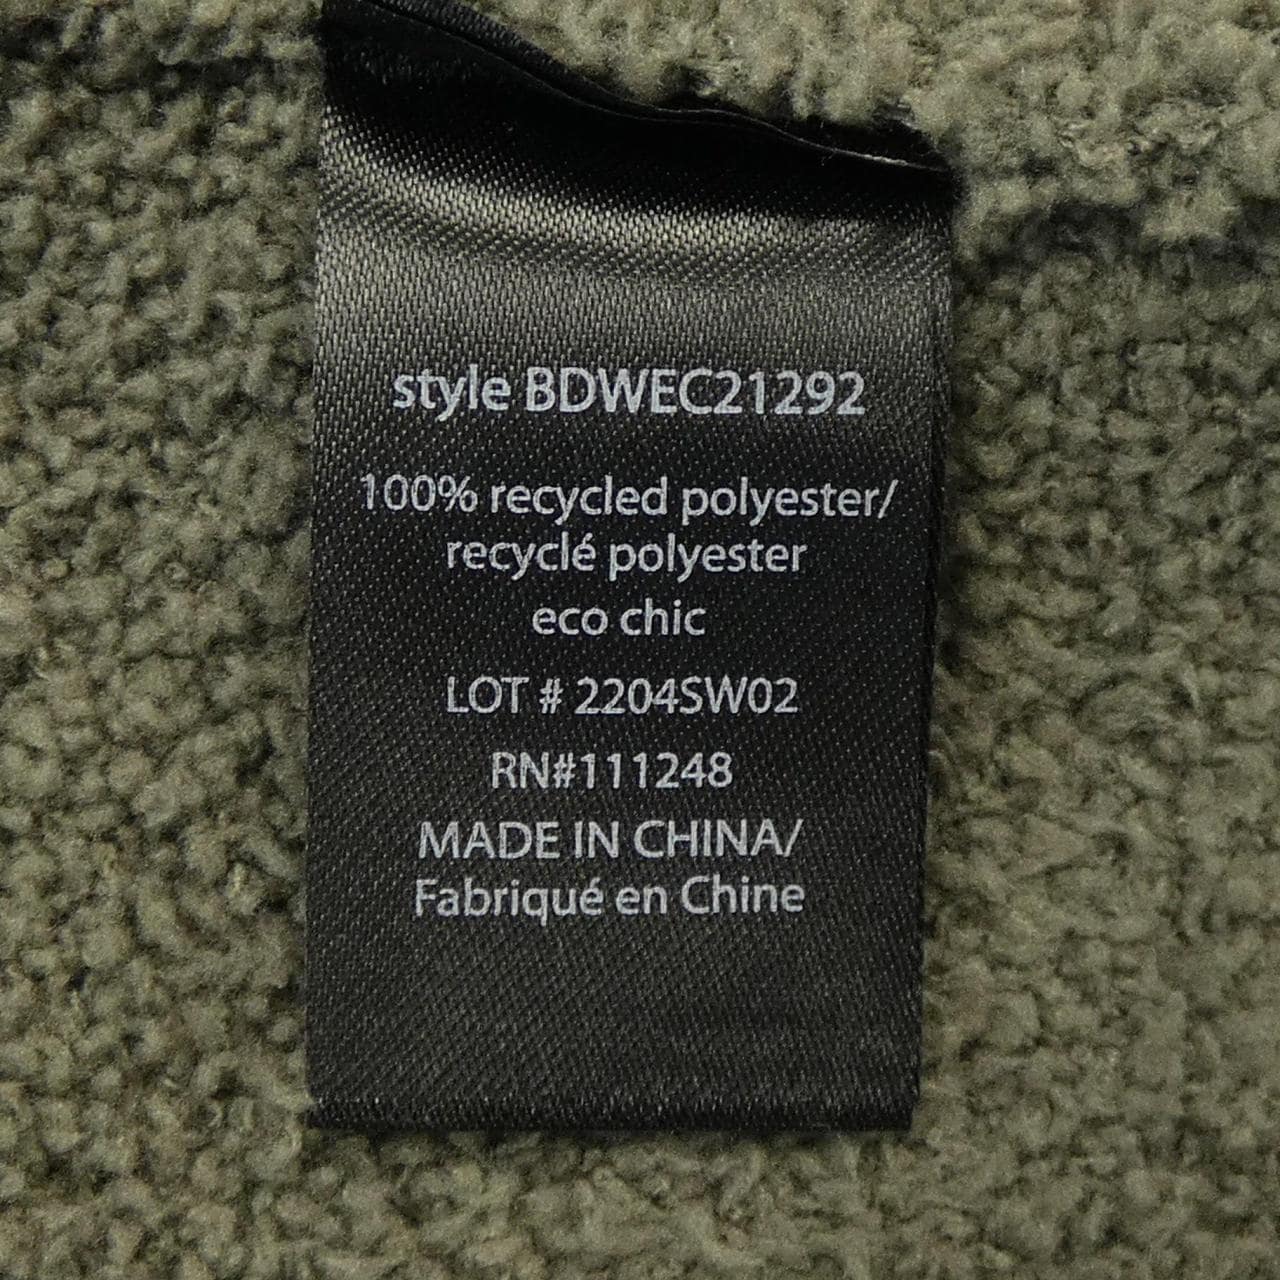 style BDWEC21292
100% recycled polyester/
recyclé polyester
eco chic
LOT # 2204SW02
RN#111248
MADE IN CHINA/
Fabriqué en Chine